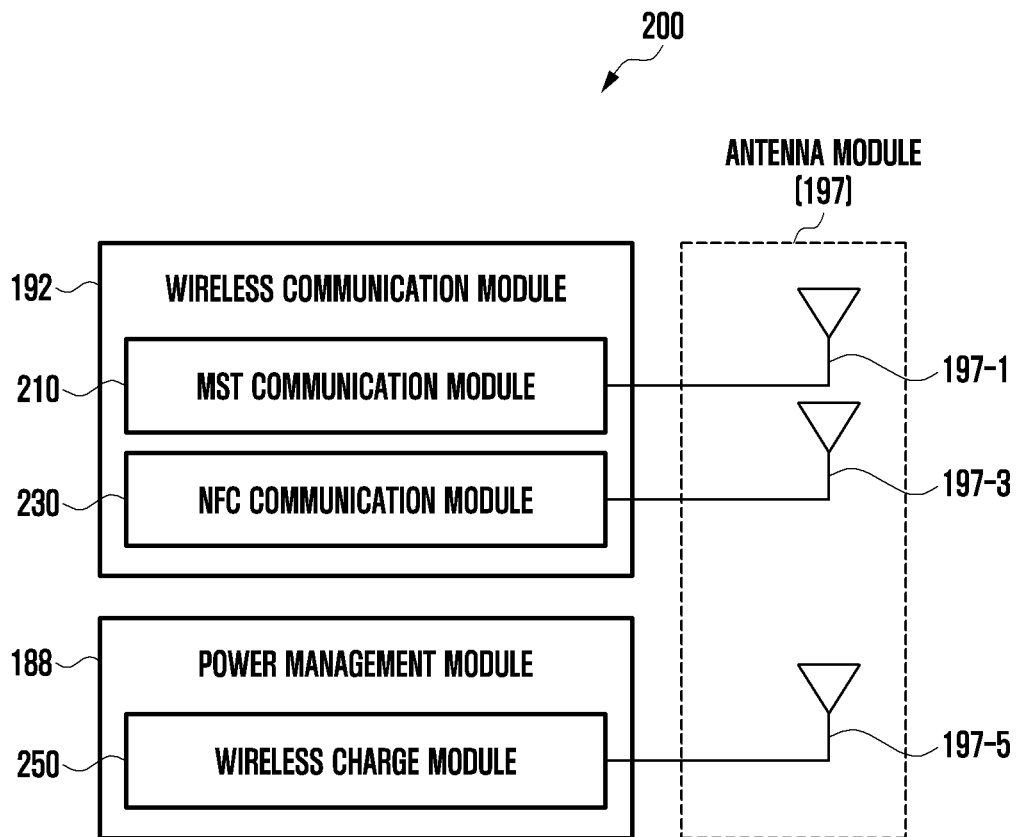 200
ANTENNA MODULE
(197)
192
WIRELESS COMMUNICATION MODULE
210
MST COMMUNICATION MODULE
197-1
230
NFC COMMUNICATION MODULE
197-3
188
POWER MANAGEMENT MODULE
250
WIRELESS CHARGE MODULE
197-5